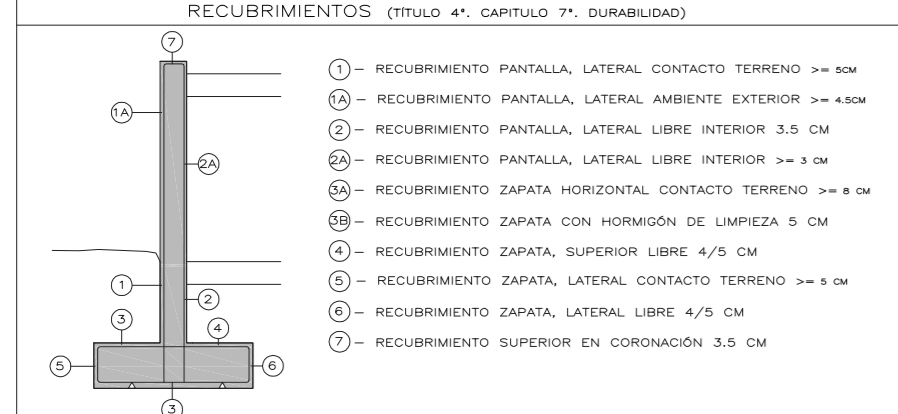 RECUBRIMIENTOS (TÍTULO 4º. CAPITULO 7º. DURABILIDAD)
7
1A
2A
1
2
3
4
5
6
3
1 – RECUBRIMIENTO PANTALLA, LATERAL CONTACTO TERRENO >= 5CM
1A – RECUBRIMIENTO PANTALLA, LATERAL AMBIENTE EXTERIOR >= 4.5CM
2 – RECUBRIMIENTO PANTALLA, LATERAL LIBRE INTERIOR 3.5 CM
2A – RECUBRIMIENTO PANTALLA, LATERAL LIBRE INTERIOR >= 3 CM
3A – RECUBRIMIENTO ZAPATA HORIZONTAL CONTACTO TERRENO >= 8 CM
3B – RECUBRIMIENTO ZAPATA CON HORMIGÓN DE LIMPIEZA 5 CM
4 – RECUBRIMIENTO ZAPATA, SUPERIOR LIBRE 4/5 CM
5 – RECUBRIMIENTO ZAPATA, LATERAL CONTACTO TERRENO >= 5 CM
6 – RECUBRIMIENTO ZAPATA, LATERAL LIBRE 4/5 CM
7 – RECUBRIMIENTO SUPERIOR EN CORONACIÓN 3.5 CM